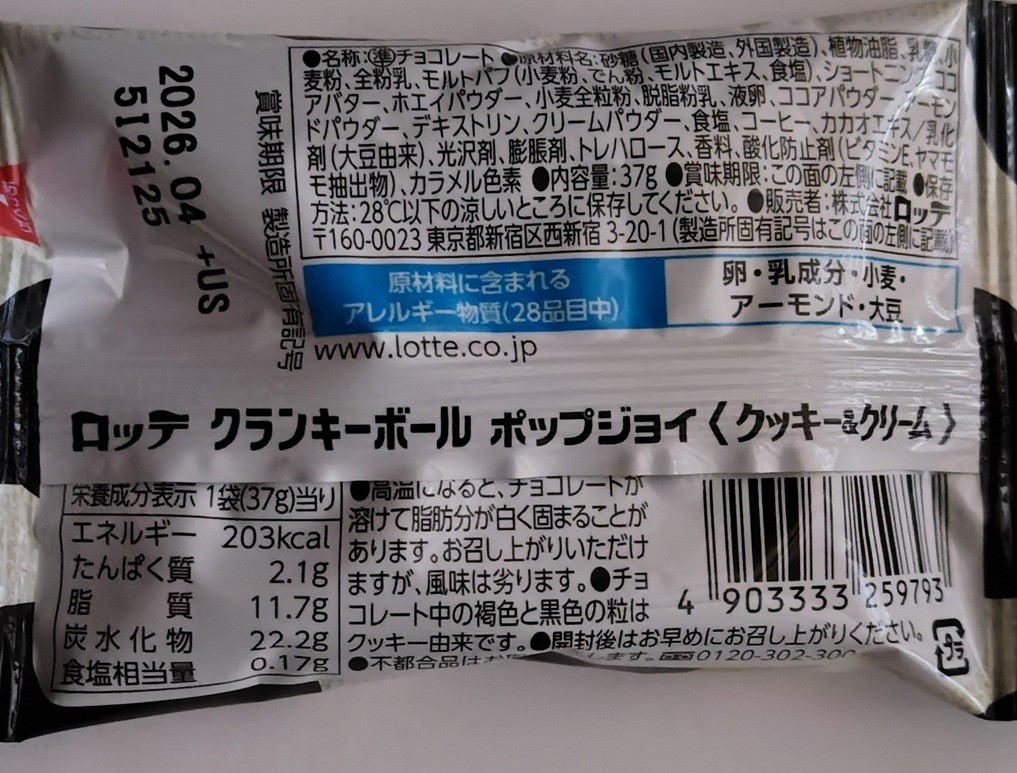 ●名称:準チョコレート ●原材料名:砂糖(国内製造、外国製造)、植物油脂、乳糖、小
麦粉、全粉乳、モルトパフ(小麦粉、でん粉、モルトエキス、食塩)、ショートニング、ココ
アバター、ホエイパウダー、小麦全粒粉、脱脂粉乳、液卵、ココアパウダー、アーモン
ドパウダー、デキストリン、クリームパウダー、食塩、コーヒー、カカオエキス/乳化
剤(大豆由来)、光沢剤、膨脹剤、トレハロース、香料、酸化防止剤(ビタミンE、ヤマモ
モ抽出物)、カラメル色素 ●内容量:37g ●賞味期限:この面の左側に記載 ●保存
方法:28℃以下の涼しいところに保存してください。●販売者:株式会社ロッテ
〒160-0023 東京都新宿区西新宿 3-20-1(製造所固有記号はこの面の左側に記載)
賞味期限 製造所固有記号
2026.04 +US
512125
原材料に含まれる
アレルギー物質(28品目中)
卵・乳成分・小麦・
アーモンド・大豆
www.lotte.co.jp
ロッテ クランキーボール ポップジョイ〈クッキー&クリーム〉
栄養成分表示 1袋(37g)当り
エネルギー 203kcal
たんぱく質 2.1g
脂質 11.7g
炭水化物 22.2g
食塩相当量 0.17g
●高温になると、チョコレートが
溶けて脂肪分が白く固まることが
あります。お召し上がりいただけ
ますが、風味は劣ります。●チョ
コレート中の褐色と黒色の粒は
クッキー由来です。●開封後はお早めにお召し上がりください。
●不都合品はお します。 0120-302-300
4 903333 259793
プラ